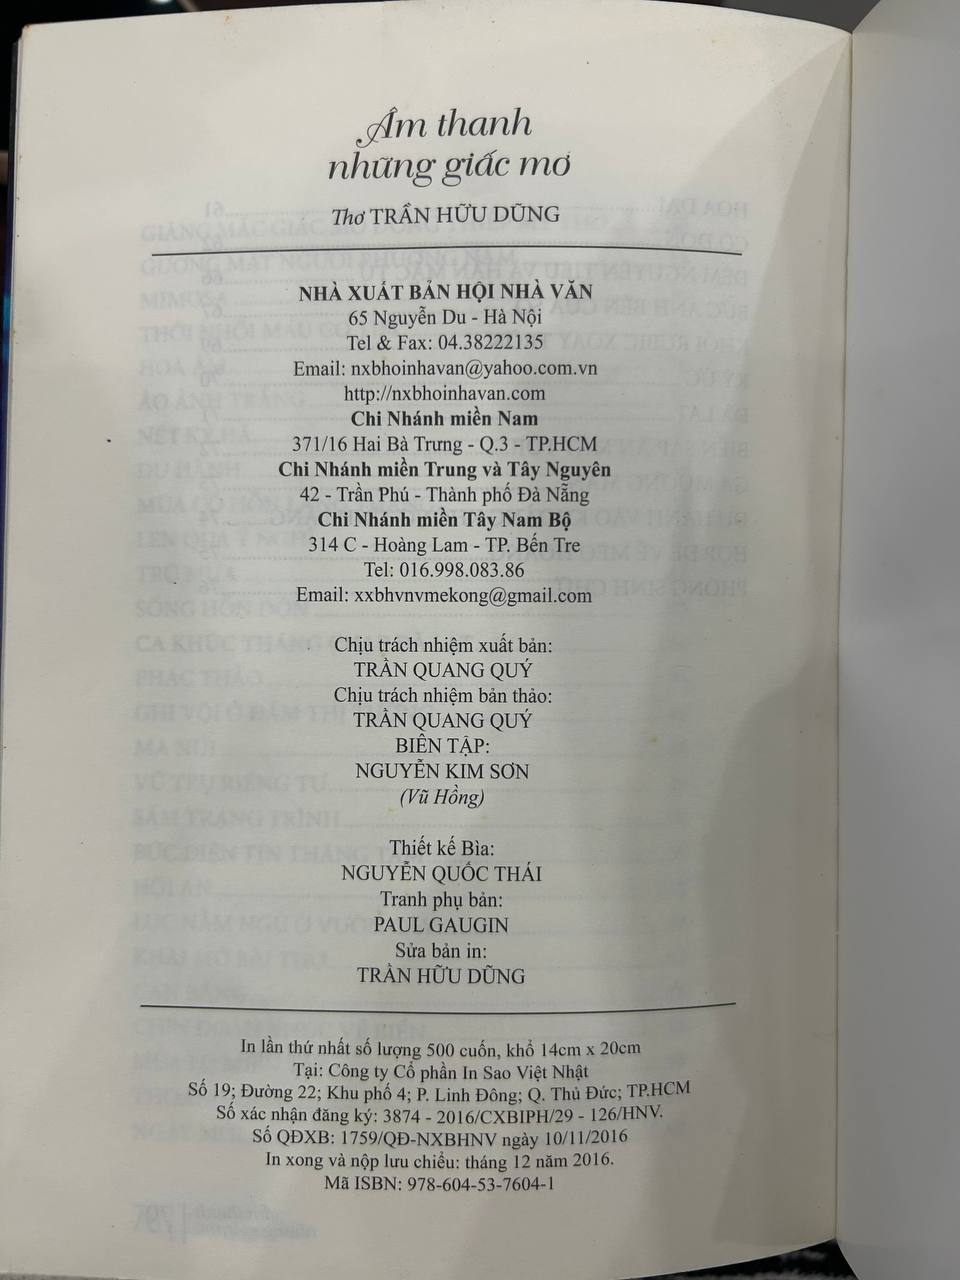 Âm thanh
những giấc mơ
Thơ TRẦN HỮU DŨNG
NHÀ XUẤT BẢN HỘI NHÀ VĂN
65 Nguyễn Du - Hà Nội
Tel & Fax: 04.38222135
Email: nxbhoinhavan@yahoo.com.vn
http://nxbhoinhavan.com
Chi Nhánh miền Nam
371/16 Hai Bà Trưng - Q.3 - TP.HCM
Chi Nhánh miền Trung và Tây Nguyên
42 - Trần Phú - Thành phố Đà Nẵng
Chi Nhánh miền Tây Nam Bộ
314 C - Hoàng Lam - TP. Bến Tre
Tel: 016.998.083.86
Email: xxbhvnvmekong@gmail.com
Chịu trách nhiệm xuất bản:
TRẦN QUANG QUÝ
Chịu trách nhiệm bản thảo:
TRẦN QUANG QUÝ
BIÊN TẬP:
NGUYỄN KIM SƠN
(Vũ Hồng)
Thiết kế Bìa:
NGUYỄN QUỐC THÁI
Tranh phụ bản:
PAUL GAUGIN
Sửa bản in:
TRẦN HỮU DŨNG
In lần thứ nhất số lượng 500 cuốn, khổ 14cm x 20cm
Tại: Công ty Cổ phần In Sao Việt Nhật
Số 19; Đường 22; Khu phố 4; P. Linh Đông; Q. Thủ Đức; TP.HCM
Số xác nhận đăng ký: 3874 - 2016/CXBIPH/29 - 126/HNV.
Số QĐXB: 1759/QĐ-NXBHNV ngày 10/11/2016
In xong và nộp lưu chiểu: tháng 12 năm 2016.
Mã ISBN: 978-604-53-7604-1